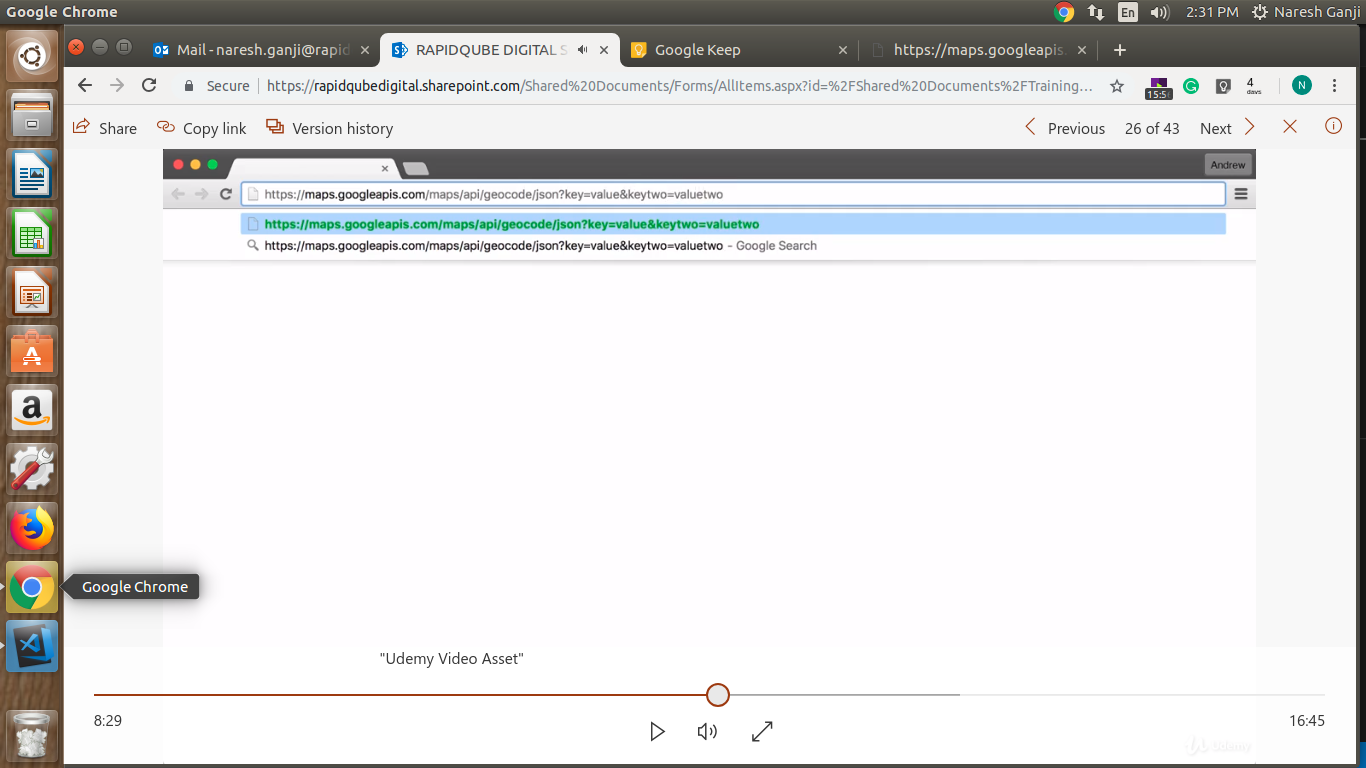 Google Chrome
En
2:31 PM
Naresh Ganji
Mail - naresh.ganji@rapid
RAPIDQUBE DIGITAL S
Google Keep
https://maps.googleapis.
Secure
https://rapidqubedigital.sharepoint.com/Shared%20Documents/Forms/AllItems.aspx?id=%2FShared%20Documents%2FTraining...
4
days
N
Share
Copy link
Version history
Previous
26 of 43
Next
Andrew
https://maps.googleapis.com/maps/api/geocode/json?key=value&keytwo=valuetwo
https://maps.googleapis.com/maps/api/geocode/json?key=value&keytwo=valuetwo
https://maps.googleapis.com/maps/api/geocode/json?key=value&keytwo=valuetwo - Google Search
Google Chrome
"Udemy Video Asset"
8:29
16:45
Udemy